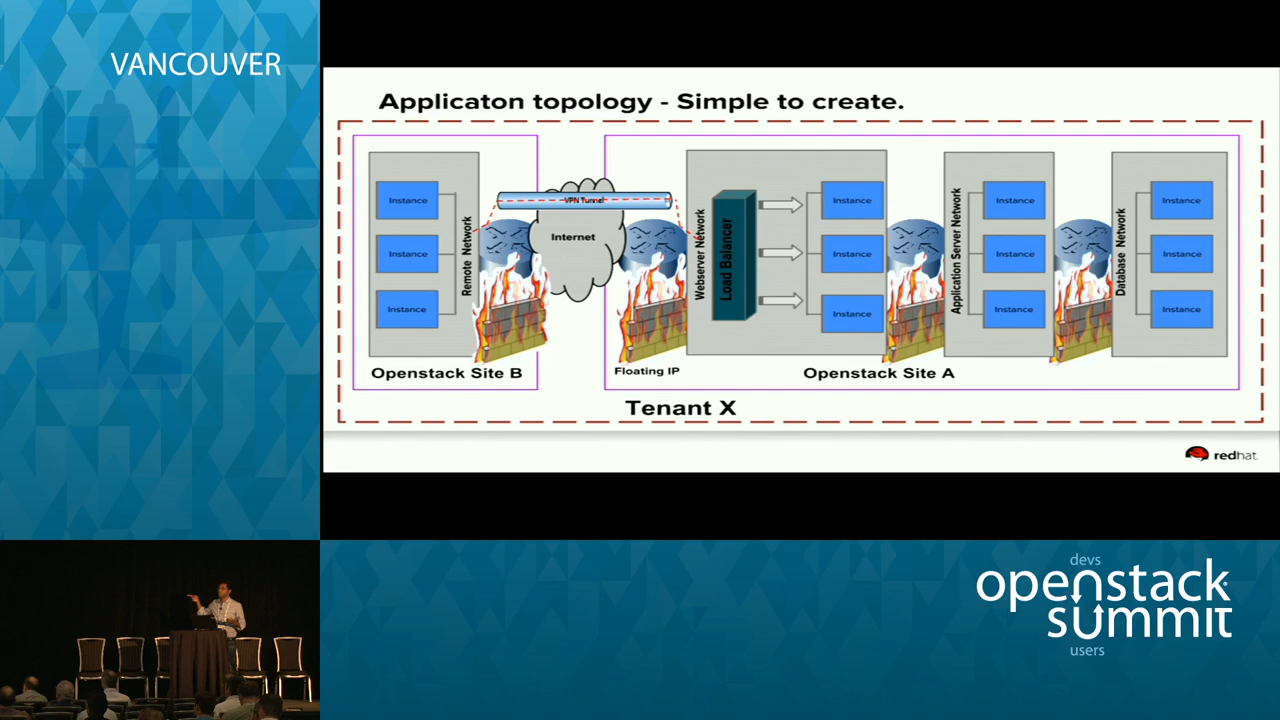 VANCOUVER
Applicaton topology - Simple to create.
Instance
Instance
Instance
Remote Network
VPN Tunnel
Internet
Webserver Network
Load Balancer
Instance
Instance
Instance
Application Server Network
Instance
Instance
Instance
Database Network
Instance
Instance
Instance
Openstack Site B
Floating IP
Openstack Site A
Tenant X
redhat.
devs
openstack
summit
users